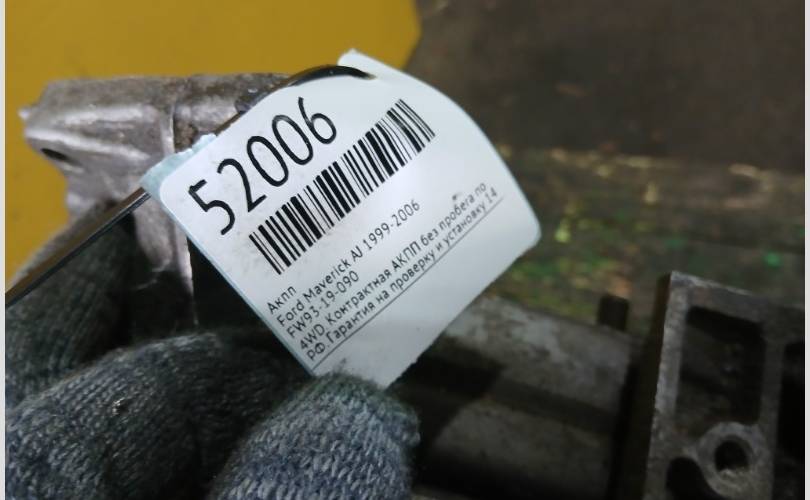 52006
Акпп
Ford Maverick AJ 1999-2006
FW93-19-090
4WD Контрактная АКПП без пробега по
РФ.Гарантия на проверку и установку 14